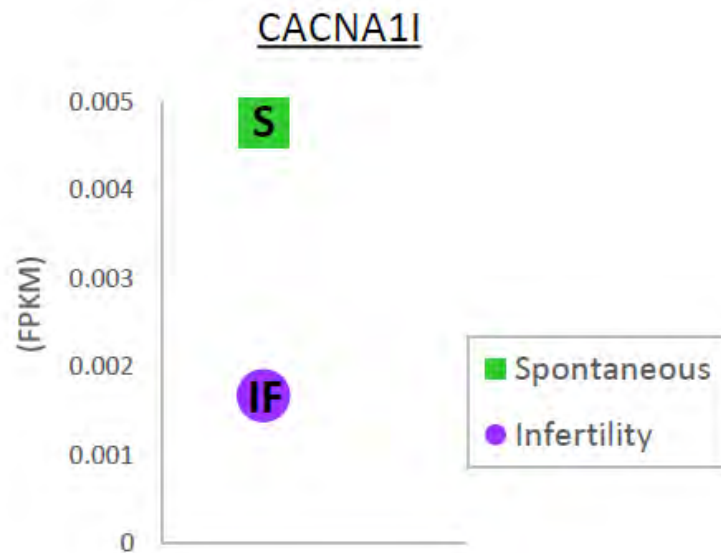 CACNA1I
0.005
S
0.004
0.003
(FPKM)
0.002
IF
0.001
0
Spontaneous
Infertility